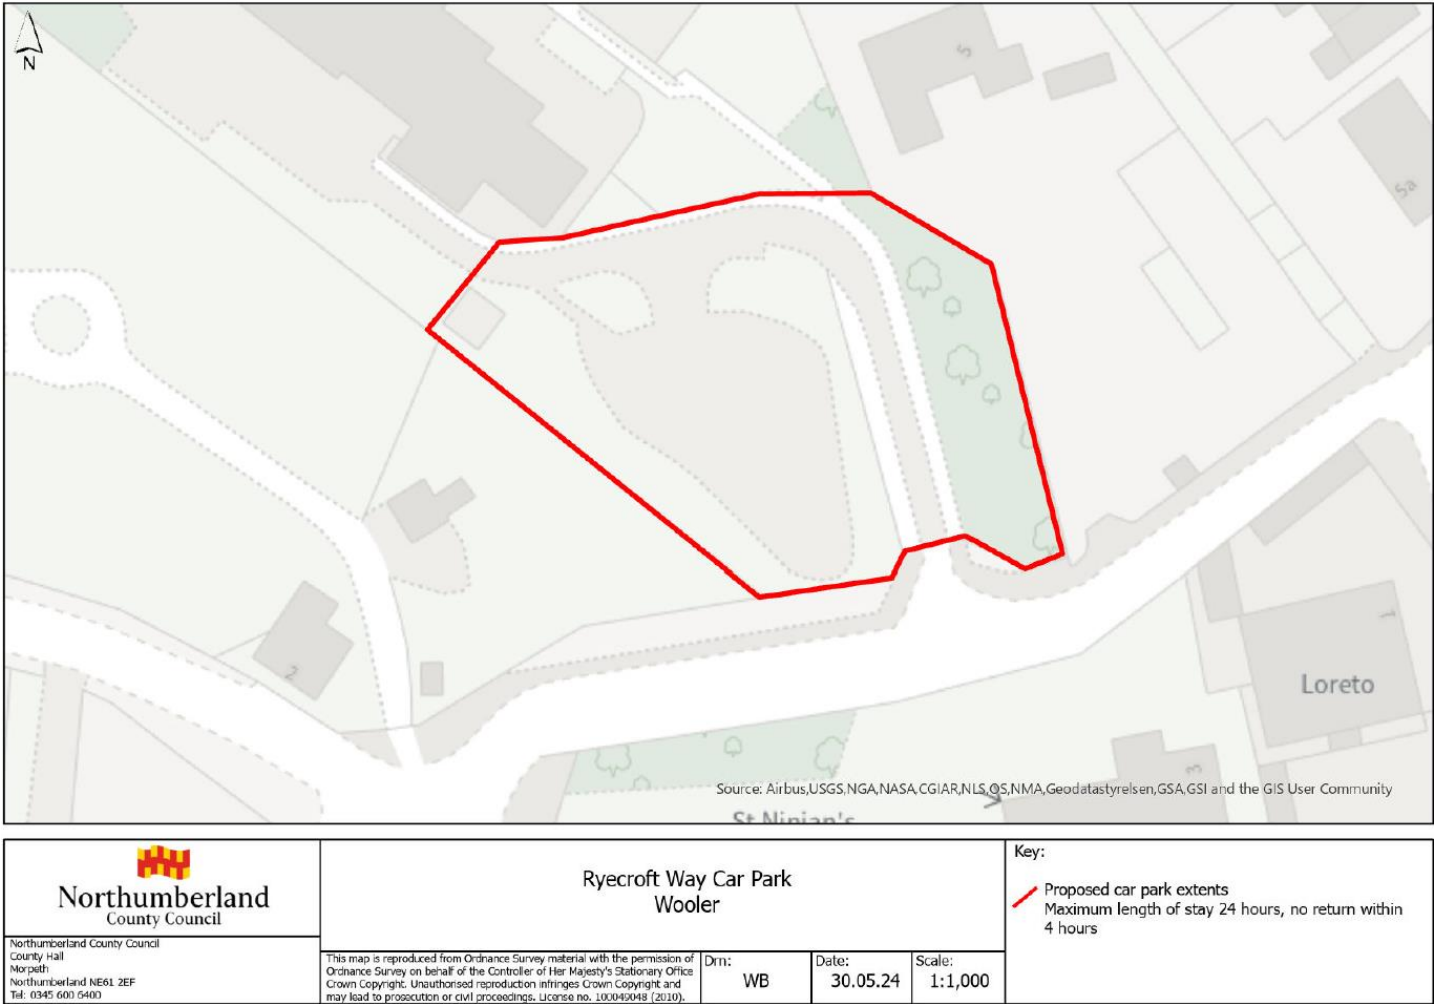 N
5
5a
2
Loreto
1
3
Source: Airbus,USGS,NGA,NASA,CGIAR,NLS,OS,NMA,Geodatastyrelsen,GSA,GSI and the GIS User Community
St Ninian's
Northumberland
County Council
Northumberland County Council
County Hall
Morpeth
Northumberland NE61 2EF
Tel: 0345 600 6400
Ryecroft Way Car Park
Wooler
This map is reproduced from Ordnance Survey material with the permission of
Ordnance Survey on behalf of the Controller of Her Majesty's Stationary Office
Crown Copyright. Unauthorised reproduction infringes Crown Copyright and
may lead to prosecution or civil proceedings. License no. 100049048 (2010).
Drn:
WB
Date:
30.05.24
Scale:
1:1,000
Key:
Proposed car park extents
Maximum length of stay 24 hours, no return within
4 hours